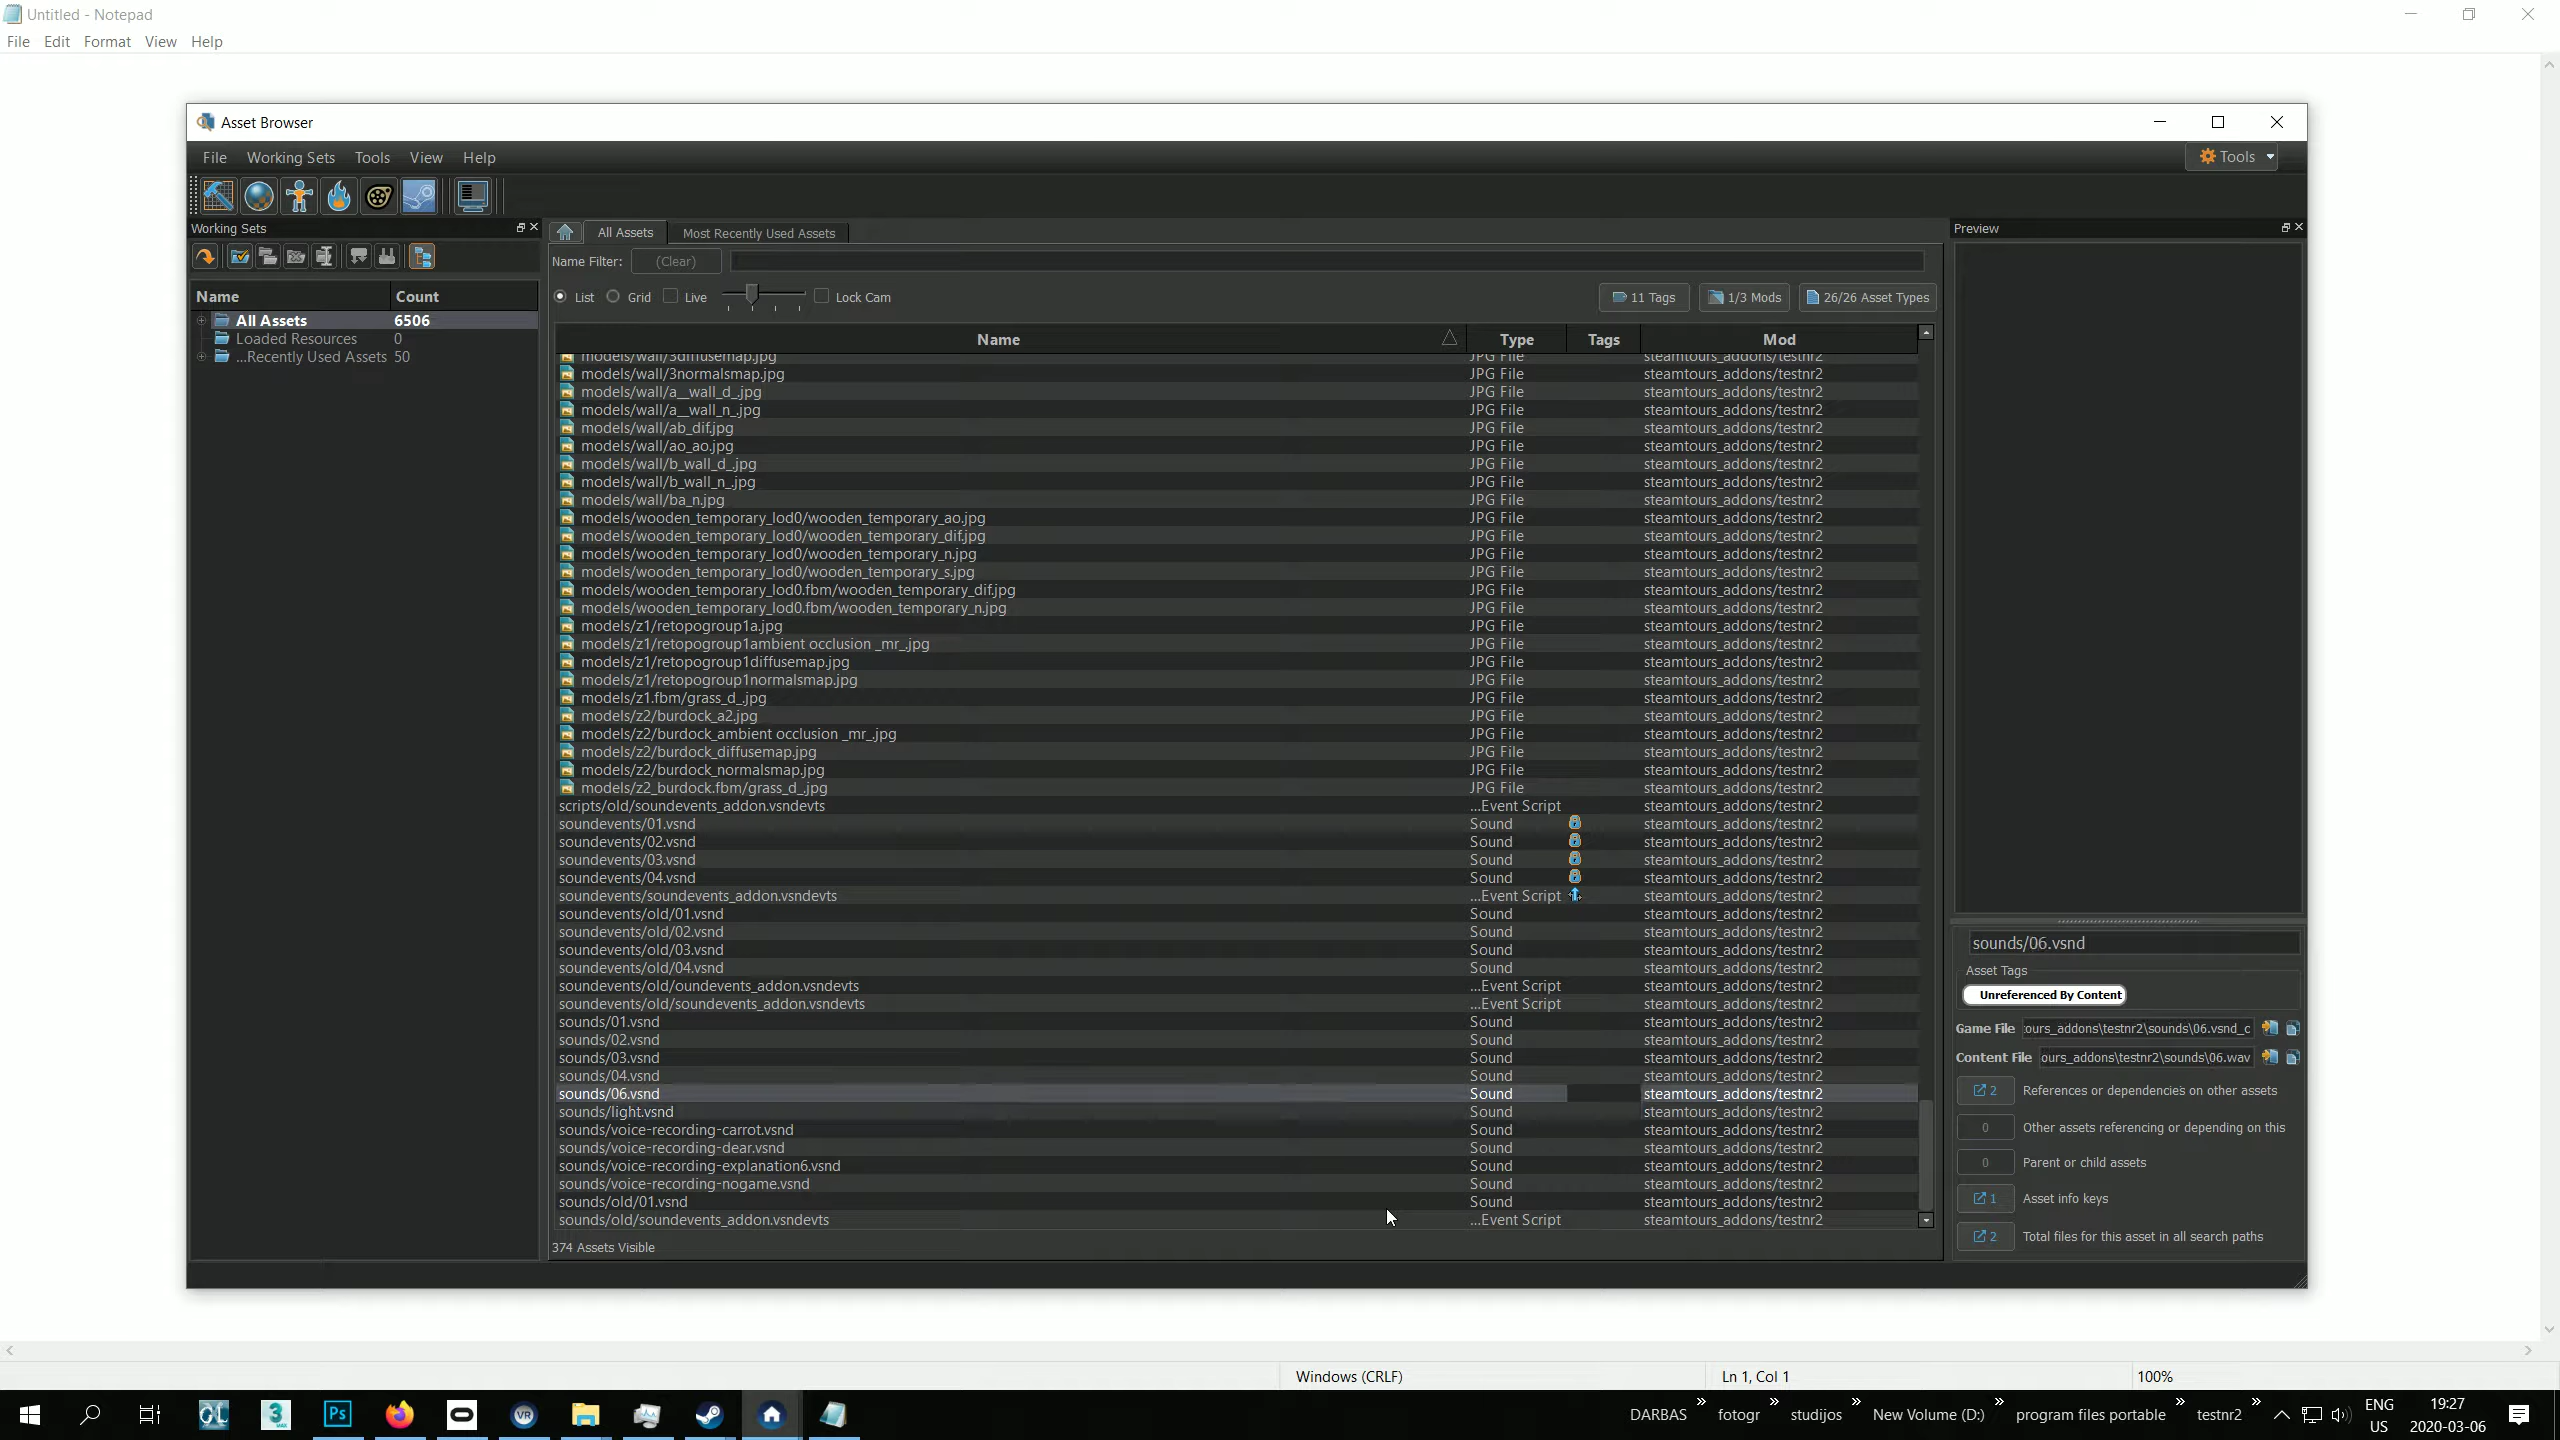 Untitled - Notepad
File Edit Format View Help
Asset Browser
File Working Sets Tools View Help Tools
Working Sets
Name Count
All Assets 6506
Loaded Resources 0
...Recently Used Assets 50
All Assets Most Recently Used Assets
Name Filter: (Clear)
List Grid Live Lock Cam 11 Tags 1/3 Mods 26/26 Asset Types
Name Type Tags Mod
models/wall/3diffusemap.jpg JPG File steamtours_addons/testnr2
models/wall/3normalsmap.jpg JPG File steamtours_addons/testnr2
models/wall/a__wall_d_.jpg JPG File steamtours_addons/testnr2
models/wall/a__wall_n_.jpg JPG File steamtours_addons/testnr2
models/wall/ab_dif.jpg JPG File steamtours_addons/testnr2
models/wall/ao_ao.jpg JPG File steamtours_addons/testnr2
models/wall/b_wall_d_.jpg JPG File steamtours_addons/testnr2
models/wall/b_wall_n_.jpg JPG File steamtours_addons/testnr2
models/wall/ba_n.jpg JPG File steamtours_addons/testnr2
models/wooden_temporary_lod0/wooden_temporary_ao.jpg JPG File steamtours_addons/testnr2
models/wooden_temporary_lod0/wooden_temporary_dif.jpg JPG File steamtours_addons/testnr2
models/wooden_temporary_lod0/wooden_temporary_n.jpg JPG File steamtours_addons/testnr2
models/wooden_temporary_lod0/wooden_temporary_s.jpg JPG File steamtours_addons/testnr2
models/wooden_temporary_lod0.fbm/wooden_temporary_dif.jpg JPG File steamtours_addons/testnr2
models/wooden_temporary_lod0.fbm/wooden_temporary_n.jpg JPG File steamtours_addons/testnr2
models/z1/retopogroup1a.jpg JPG File steamtours_addons/testnr2
models/z1/retopogroup1ambient occlusion _mr_.jpg JPG File steamtours_addons/testnr2
models/z1/retopogroup1diffusemap.jpg JPG File steamtours_addons/testnr2
models/z1/retopogroup1normalsmap.jpg JPG File steamtours_addons/testnr2
models/z1.fbm/grass_d_.jpg JPG File steamtours_addons/testnr2
models/z2/burdock_a2.jpg JPG File steamtours_addons/testnr2
models/z2/burdock_ambient occlusion _mr_.jpg JPG File steamtours_addons/testnr2
models/z2/burdock_diffusemap.jpg JPG File steamtours_addons/testnr2
models/z2/burdock_normalsmap.jpg JPG File steamtours_addons/testnr2
models/z2_burdock.fbm/grass_d_.jpg JPG File steamtours_addons/testnr2
scripts/old/soundevents_addon.vsndevts ...Event Script steamtours_addons/testnr2
soundevents/01.vsnd Sound steamtours_addons/testnr2
soundevents/02.vsnd Sound steamtours_addons/testnr2
soundevents/03.vsnd Sound steamtours_addons/testnr2
soundevents/04.vsnd Sound steamtours_addons/testnr2
soundevents/soundevents_addon.vsndevts ...Event Script steamtours_addons/testnr2
soundevents/old/01.vsnd Sound steamtours_addons/testnr2
soundevents/old/02.vsnd Sound steamtours_addons/testnr2
soundevents/old/03.vsnd Sound steamtours_addons/testnr2
soundevents/old/04.vsnd Sound steamtours_addons/testnr2
soundevents/old/oundevents_addon.vsndevts ...Event Script steamtours_addons/testnr2
soundevents/old/soundevents_addon.vsndevts ...Event Script steamtours_addons/testnr2
sounds/01.vsnd Sound steamtours_addons/testnr2
sounds/02.vsnd Sound steamtours_addons/testnr2
sounds/03.vsnd Sound steamtours_addons/testnr2
sounds/04.vsnd Sound steamtours_addons/testnr2
sounds/06.vsnd Sound steamtours_addons/testnr2
sounds/light.vsnd Sound steamtours_addons/testnr2
sounds/voice-recording-carrot.vsnd Sound steamtours_addons/testnr2
sounds/voice-recording-dear.vsnd Sound steamtours_addons/testnr2
sounds/voice-recording-explanation6.vsnd Sound steamtours_addons/testnr2
sounds/voice-recording-nogame.vsnd Sound steamtours_addons/testnr2
sounds/old/01.vsnd Sound steamtours_addons/testnr2
sounds/old/soundevents_addon.vsndevts ...Event Script steamtours_addons/testnr2
374 Assets Visible
Preview
sounds/06.vsnd
Asset Tags
Unreferenced By Content
Game File :ours_addons\testnr2\sounds\06.vsnd_c
Content File ours_addons\testnr2\sounds\06.wav
2 References or dependencies on other assets
0 Other assets referencing or depending on this
0 Parent or child assets
1 Asset info keys
2 Total files for this asset in all search paths
Windows (CRLF) Ln 1, Col 1 100%
Ps VR DARBAS fotogr studijos New Volume (D:) program files portable testnr2 ENG 19:27
US 2020-03-06